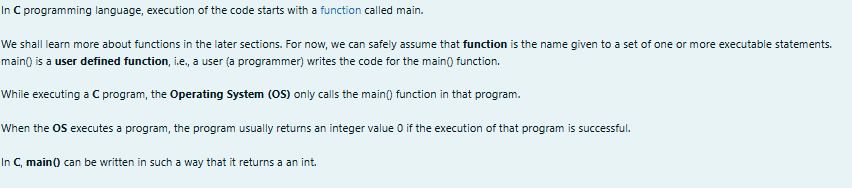 In C programming language, execution of the code starts with a function called main.
We shall learn more about functions in the later sections. For now, we can safely assume that function is the name given to a set of one or more executable statements.
main() is a user defined function, i.e., a user (a programmer) writes the code for the main() function.
While executing a C program, the Operating System (OS) only calls the main() function in that program.
When the OS executes a program, the program usually returns an integer value 0 if the execution of that program is successful.
In C, main() can be written in such a way that it returns a an int.